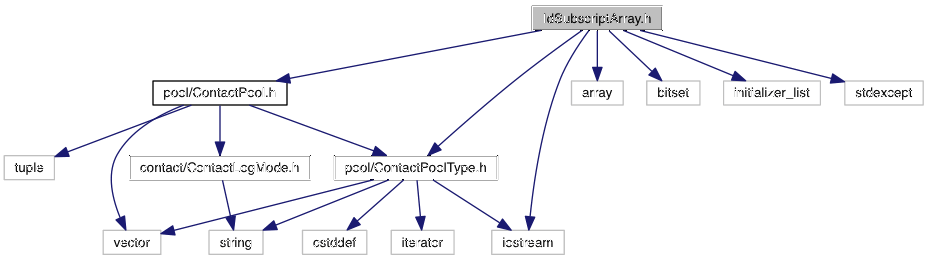 IdSubscriptArray.h
pool/ContactPool.h
array
bitset
initializer_list
stdexcept
tuple
contact/ContactLogMode.h
pool/ContactPoolType.h
vector
string
cstddef
iterator
iostream